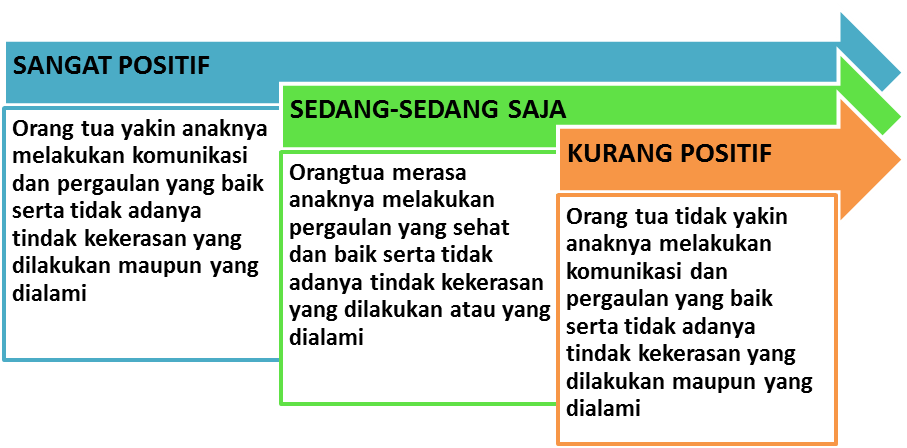 SANGAT POSITIF
Orang tua yakin anaknya
melakukan komunikasi
dan pergaulan yang baik
serta tidak adanya
tindak kekerasan yang
dilakukan maupun yang
dialami
SEDANG-SEDANG SAJA
Orangtua merasa
anaknya melakukan
pergaulan yang sehat
dan baik serta tidak
adanya tindak kekerasan
yang dilakukan atau yang
dialami
KURANG POSITIF
Orang tua tidak yakin
anaknya melakukan
komunikasi dan
pergaulan yang baik
serta tidak adanya
tindak kekerasan yang
dilakukan maupun yang
dialami